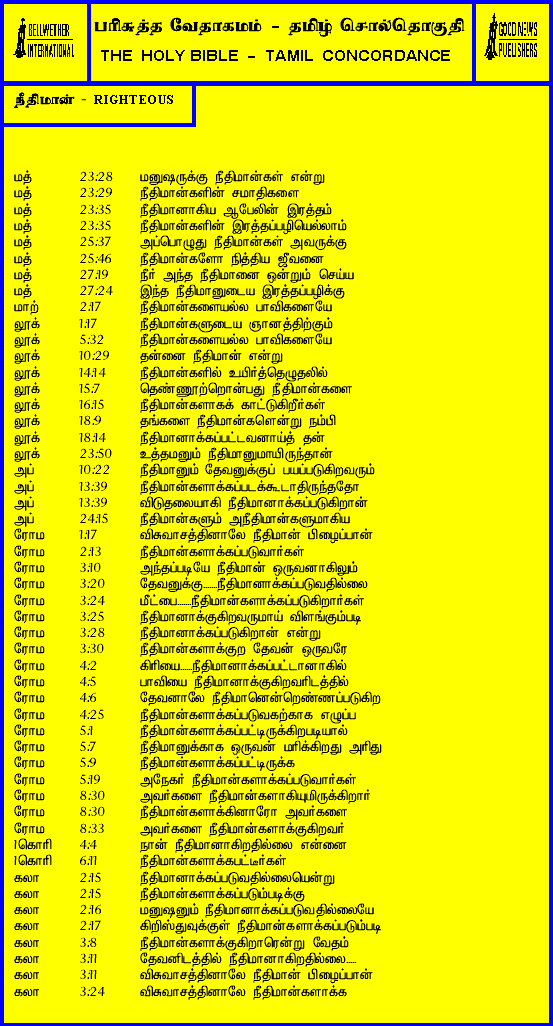 BELLWETHER
INTERNATIONAL
பரிசுத்த வேதாகமம் - தமிழ் சொல்தொகுதி
THE HOLY BIBLE - TAMIL CONCORDANCE
GOOD NEWS
PUBLISHERS
நீதிமான் - RIGHTEOUS
மத் 23:28 மனுஷருக்கு நீதிமான்கள் என்று
மத் 23:29 நீதிமான்களின் சமாதிகளை
மத் 23:35 நீதிமானாகிய ஆபேலின் இரத்தம்
மத் 23:35 நீதிமான்களின் இரத்தப்பழியெல்லாம்
மத் 25:37 அப்பொழுது நீதிமான்கள் அவருக்கு
மத் 25:46 நீதிமான்களோ நித்திய ஜீவனை
மத் 27:19 நீர் அந்த நீதிமானை ஒன்றும் செய்ய
மத் 27:24 இந்த நீதிமானுடைய இரத்தப்பழிக்கு
மாற் 2:17 நீதிமான்களையல்ல பாவிகளையே
லூக் 1:17 நீதிமான்களுடைய ஞானத்திற்கும்
லூக் 5:32 நீதிமான்களையல்ல பாவிகளையே
லூக் 10:29 தன்னை நீதிமான் என்று
லூக் 14:14 நீதிமான்களில் உயிர்த்தெழுதலில்
லூக் 15:7 தெண்ணூற்றொன்பது நீதிமான்களை
லூக் 16:15 நீதிமான்களாகக் காட்டுகிறீர்கள்
லூக் 18:9 தங்களை நீதிமான்களென்று நம்பி
லூக் 18:14 நீதிமானாக்கப்பட்டவனாய்த் தன்
லூக் 23:50 உத்தமனும் நீதிமானுமாயிருந்தான்
அப் 10:22 நீதிமானும் தேவனுக்குப் பயப்படுகிறவரும்
அப் 13:39 நீதிமான்களாக்கப்படக்கூடாதிருந்ததோ
அப் 13:39 விடுதலையாகி நீதிமானாக்கப்படுகிறான்
அப் 24:15 நீதிமான்களும் அநீதிமான்களுமாகிய
ரோம 1:17 விசுவாசத்தினாலே நீதிமான் பிழைப்பான்
ரோம 2:13 நீதிமான்களாக்கப்படுவார்கள்
ரோம 3:10 அந்தப்படியே நீதிமான் ஒருவனாகிலும்
ரோம 3:20 தேவனுக்கு......நீதிமானாக்கப்படுவதில்லை
ரோம 3:24 மீட்பை......நீதிமான்களாக்கப்படுகிறார்கள்
ரோம 3:25 நீதிமானாக்குகிறவருமாய் விளங்கும்படி
ரோம 3:28 நீதிமானாக்கப்படுகிறான் என்று
ரோம 3:30 நீதிமான்களாக்குற தேவன் ஒருவரே
ரோம 4:2 கிரியை.....நீதிமானாக்கப்பட்டானாகில்
ரோம 4:5 பாவியை நீதிமானாக்குகிறவரிடத்தில்
ரோம 4:6 தேவனாலே நீதிமானென்றெண்ணப்படுகிற
ரோம 4:25 நீதிமான்களாக்கப்படுவகற்காக எழுப்ப
ரோம 5:1 நீதிமான்களாக்கப்பட்டிருக்கிறபடியால்
ரோம 5:7 நீதிமானுக்காக ஒருவன் மரிக்கிறது அரிது
ரோம 5:9 நீதிமான்களாக்கப்பட்டிருக்க
ரோம 5:19 அநேகர் நீதிமான்களாக்கப்படுவார்கள்
ரோம 8:30 அவர்களை நீதிமான்களாகியுமிருக்கிறார்
ரோம 8:30 நீதிமான்களாக்கினாரோ அவர்களை
ரோம 8:33 அவர்களை நீதிமான்களாக்குகிறவர்
1கொரி 4:4 நான் நீதிமானாகிறதில்லை என்னை
1கொரி 6:11 நீதிமான்களாக்கபட்டீர்கள்
கலா 2:15 நீதிமானாக்கப்படுவதில்லையென்று
கலா 2:15 நீதிமான்களாக்கப்படும்படிக்கு
கலா 2:16 மனுஷனும் நீதிமானாக்கப்படுவதில்லையே
கலா 2:17 கிறிஸ்துவுக்குள் நீதிமான்களாக்கப்படும்படி
கலா 3:8 நீதிமான்களாக்குகிறாரென்று வேதம்
கலா 3:11 தேவனிடத்தில் நீதிமானாகிறதில்லை.....
கலா 3:11 விசுவாசத்தினாலே நீதிமான் பிழைப்பான்
கலா 3:24 விசுவாசத்தினாலே நீதிமான்களாக்க